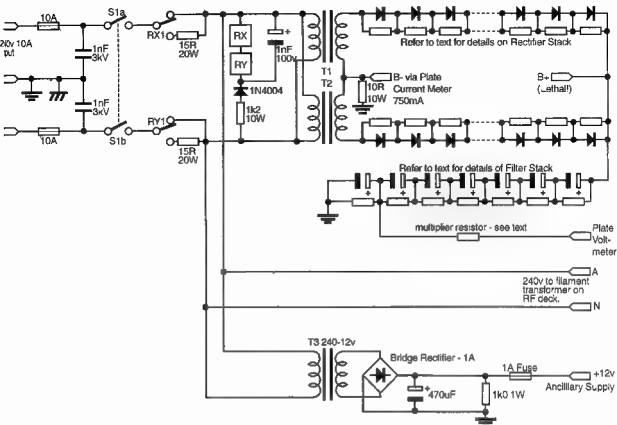 10A
S1a
RX1
240v 10A
put
1nF
3kV
15R
20W
RX
RY
1nF
100v
+
1N4004
1k2
10W
T1
T2
Refer to text for details on Rectifier Stack
B- via Plate
Current Meter
750mA
10R
10W
B+
(Lethal!)
1nF
3kV
10A
S1b
RY1
15R
20W
Refer to text for details of Filter Stack
+ + + + + +
multiplier resistor - see text
Plate
Volt-
meter
A
240v to filament
transformer on
RF deck.
N
T3 240-12v
Bridge Rectifier - 1A
1A Fuse
+12v
Ancilliary Supply
+
470uF
1k0 1W